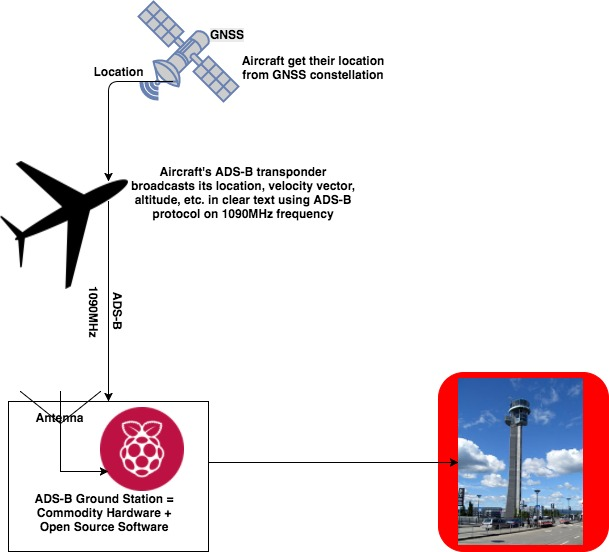 GNSS
Aircraft get their location
from GNSS constellation
Location
Aircraft's ADS-B transponder
broadcasts its location, velocity vector,
altitude, etc. in clear text using ADS-B
protocol on 1090MHz frequency
ADS-B
1090MHz
Antenna
ADS-B Ground Station =
Commodity Hardware +
Open Source Software